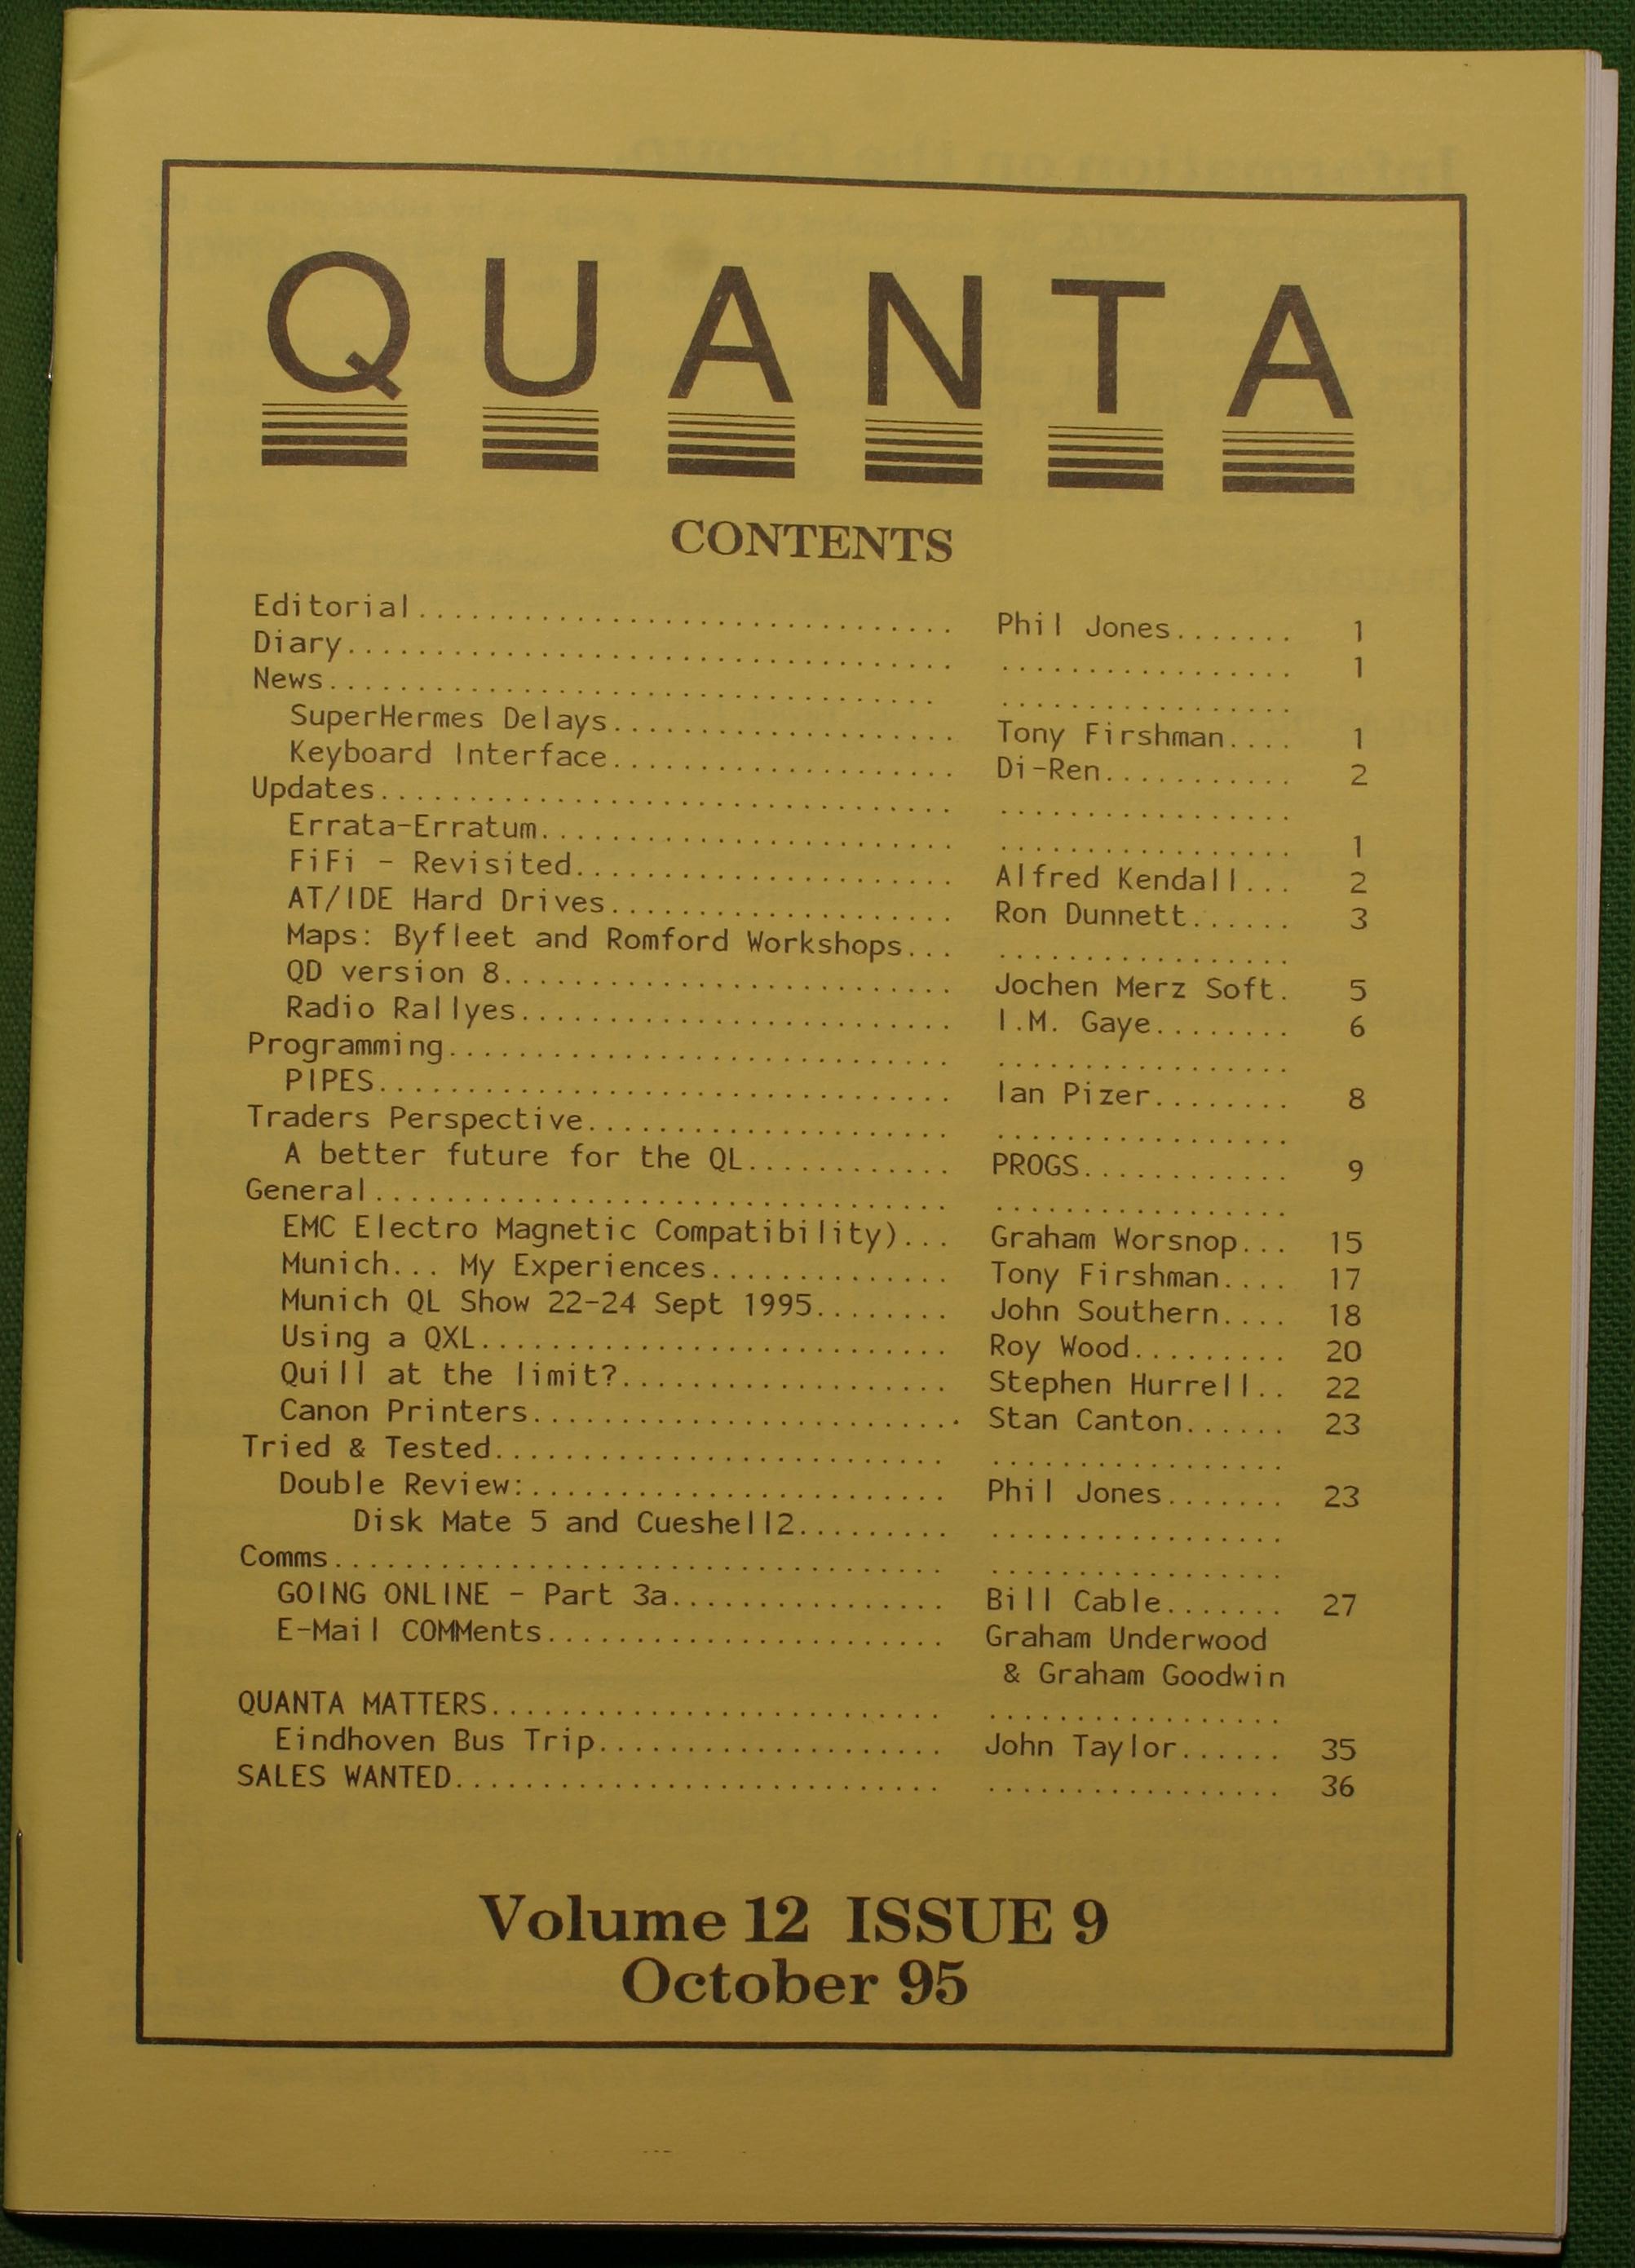 QUANTA
CONTENTS
Editorial.............................. Phil Jones....... 1
Diary.................................. ................. 1
News................................... .................
SuperHermes Delays................... Tony Firshman.... 1
Keyboard Interface................... Di-Ren........... 2
Updates................................ .................
Errata-Erratum....................... ................. 1
FiFi - Revisited..................... Alfred Kendall... 2
AT/IDE Hard Drives................... Ron Dunnett...... 3
Maps: Byfleet and Romford Workshops... .................
QD version 8......................... Jochen Merz Soft. 5
Radio Rallyes........................ I.M. Gaye........ 6
Programming............................ .................
PIPES................................ Ian Pizer........ 8
Traders Perspective.................... .................
A better future for the QL............ PROGS............ 9
General................................ .................
EMC Electro Magnetic Compatibility)... Graham Worsnop... 15
Munich... My Experiences.............. Tony Firshman.... 17
Munich QL Show 22-24 Sept 1995........ John Southern.... 18
Using a QXL........................... Roy Wood......... 20
Quill at the limit?................... Stephen Hurrell.. 22
Canon Printers........................ Stan Canton...... 23
Tried & Tested......................... .................
Double Review:........................ Phil Jones....... 23
Disk Mate 5 and Cueshell2......... .................
Comms.................................. .................
GOING ONLINE - Part 3a................ Bill Cable....... 27
E-Mail COMMents....................... Graham Underwood
& Graham Goodwin
QUANTA MATTERS......................... .................
Eindhoven Bus Trip.................... John Taylor...... 35
SALES WANTED........................... ................. 36
Volume 12 ISSUE 9
October 95